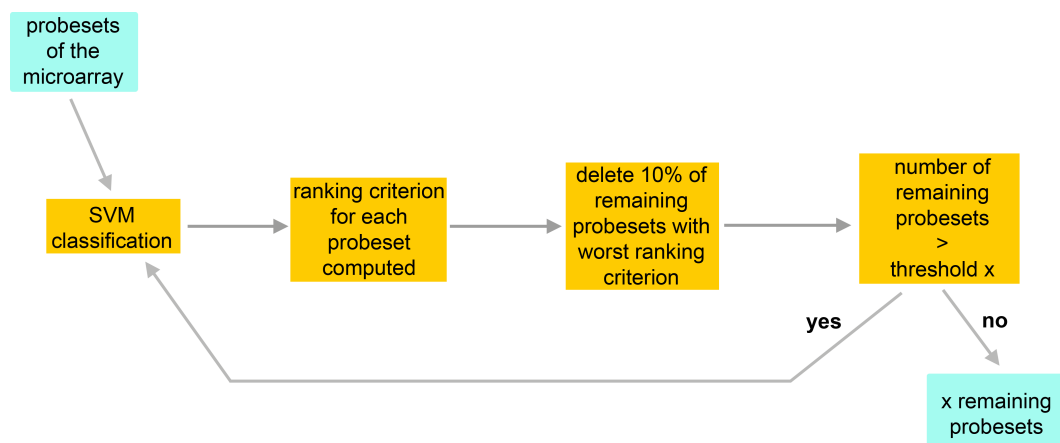 probesets
of the
microarray
SVM
classification
ranking criterion
for each
probeset
computed
delete 10% of
remaining
probesets with
worst ranking
criterion
number of
remaining
probesets
>
threshold x
yes
no
x remaining
probesets